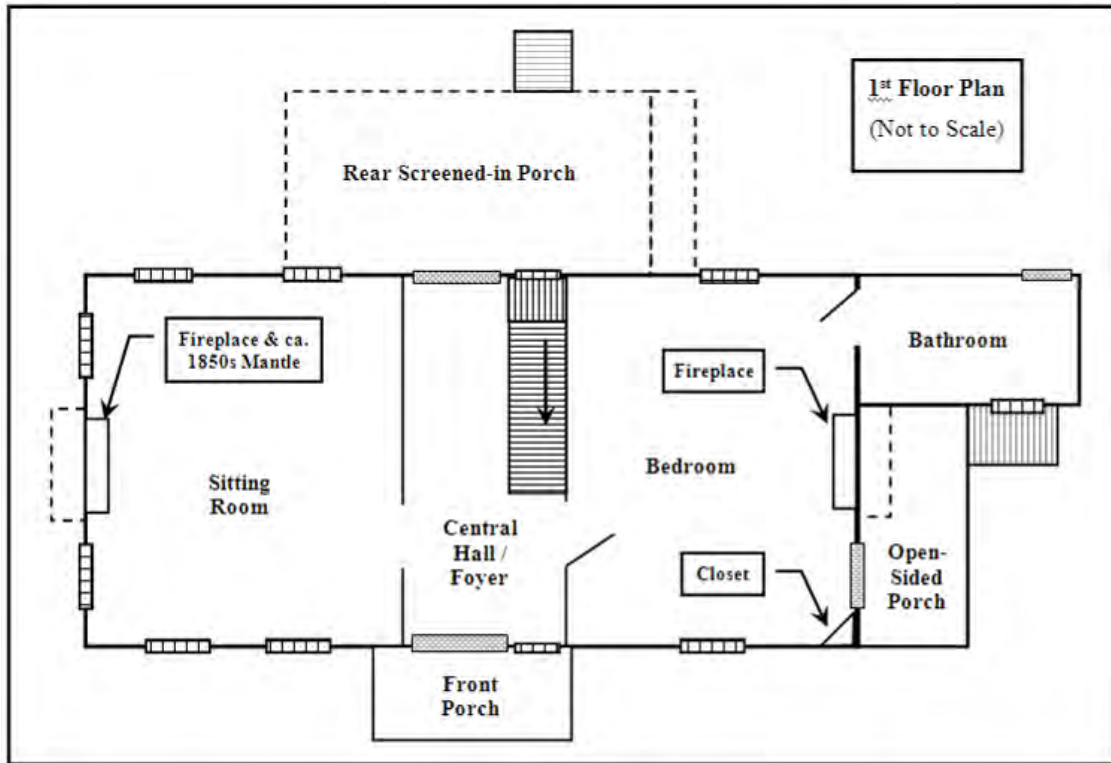 1st Floor Plan
(Not to Scale)
Rear Screened-in Porch
Fireplace & ca.
1850s Mantle
Fireplace
Bathroom
Sitting
Room
Bedroom
Central
Hall /
Foyer
Closet
Open-
Sided
Porch
Front
Porch